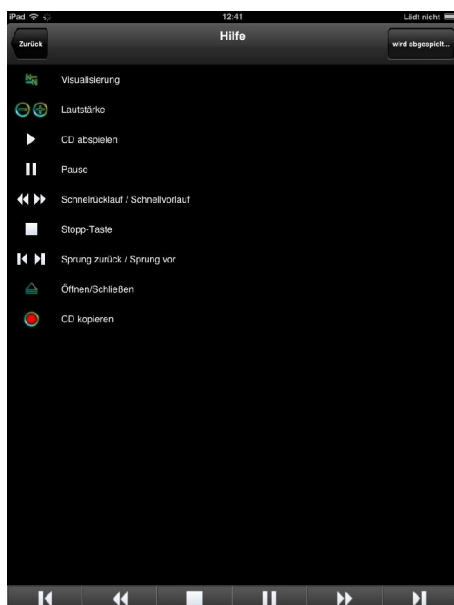 iPad 12:41 Lädt nicht
Zurück Hilfe wird abgespielt...
Visualisierung
Lautstärke
CD abspielen
Pause
Schnellrücklauf / Schnellvorlauf
Stopp-Taste
Sprung zurück / Sprung vor
Öffnen/Schließen
CD kopieren